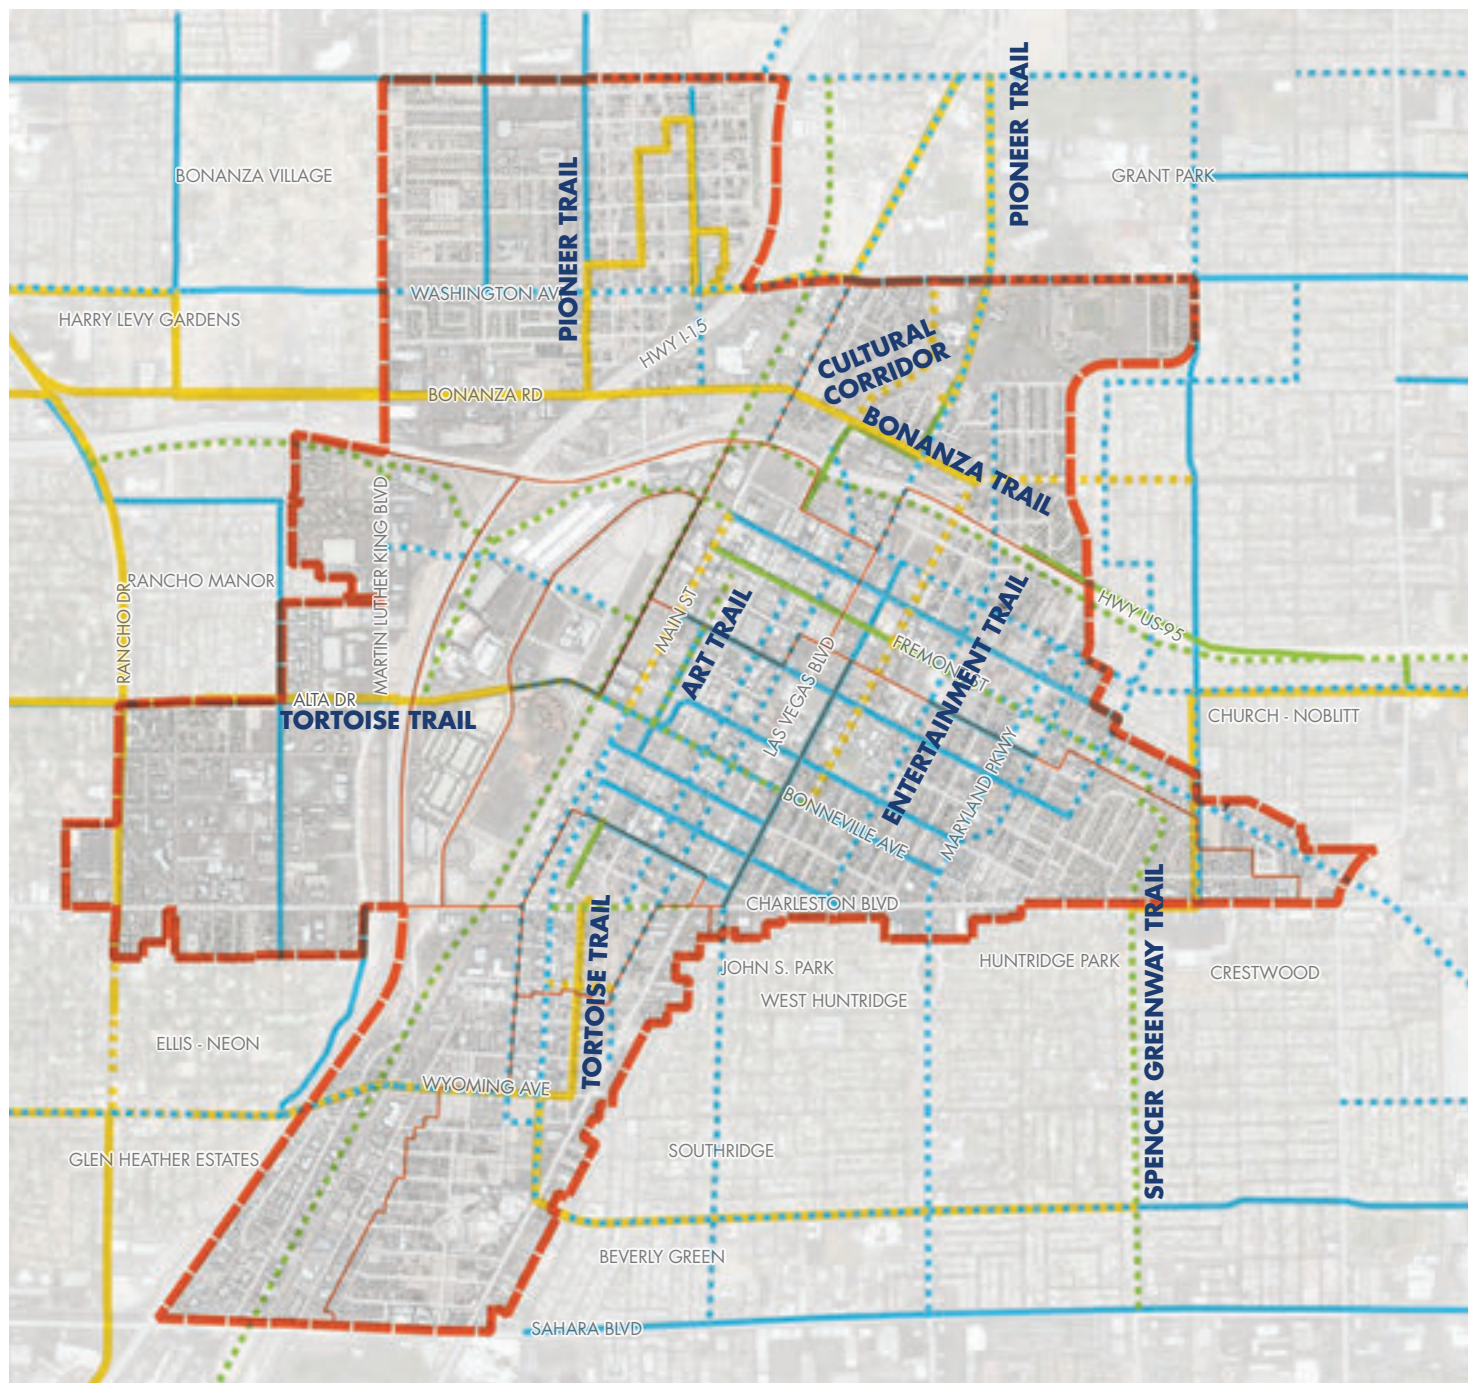 PIONEER TRAIL
BONANZA VILLAGE
GRANT PARK
PIONEER TRAIL
WASHINGTON AV
HARRY LEVY GARDENS
HWY I-15
CULTURAL
CORRIDOR
BONANZA RD
BONANZA TRAIL
MARTIN LUTHER KING BLVD
RANCHO MANOR
RANCHO DR
MAIN ST
ART TRAIL
HWY US-95
FREMONT ST
ENTERTAINMENT TRAIL
LAS VEGAS BLVD
ALTA DR
TORTOISE TRAIL
CHURCH - NOBLITT
MARYLAND PKWY
BONNEVILLE AVE
CHARLESTON BLVD
TORTOISE TRAIL
SPENCER GREENWAY TRAIL
JOHN S. PARK
HUNTRIDGE PARK
CRESTWOOD
WEST HUNTRIDGE
ELLIS - NEON
WYOMING AVE
GLEN HEATHER ESTATES
SOUTHRIDGE
BEVERLY GREEN
SAHARA BLVD